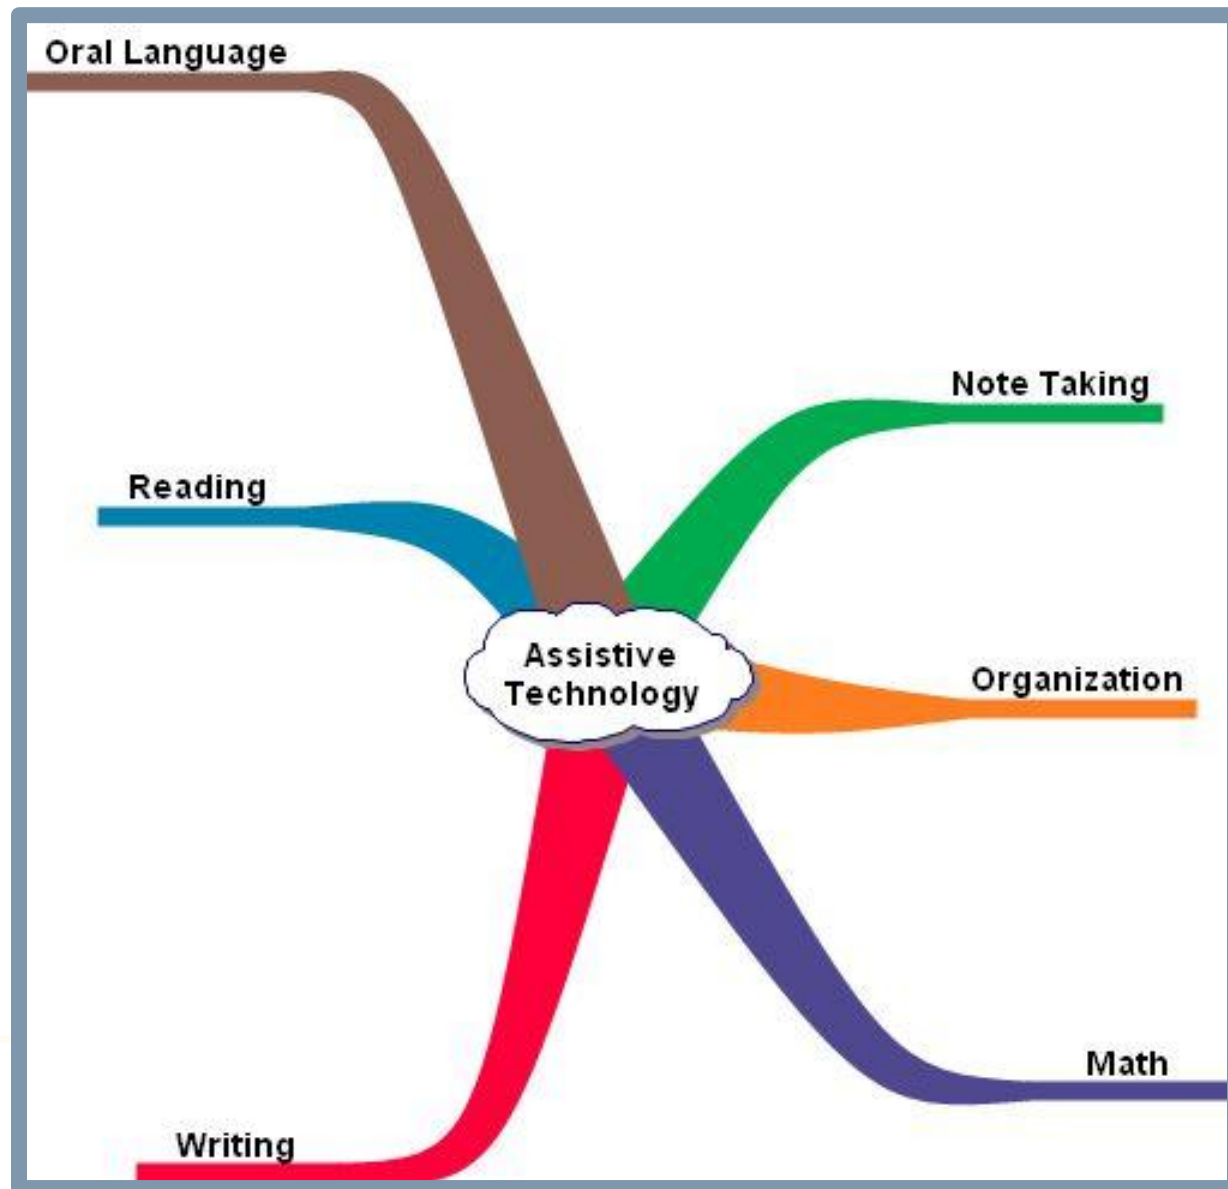 Oral Language
Note Taking
Reading
Assistive
Technology
Organization
Math
Writing